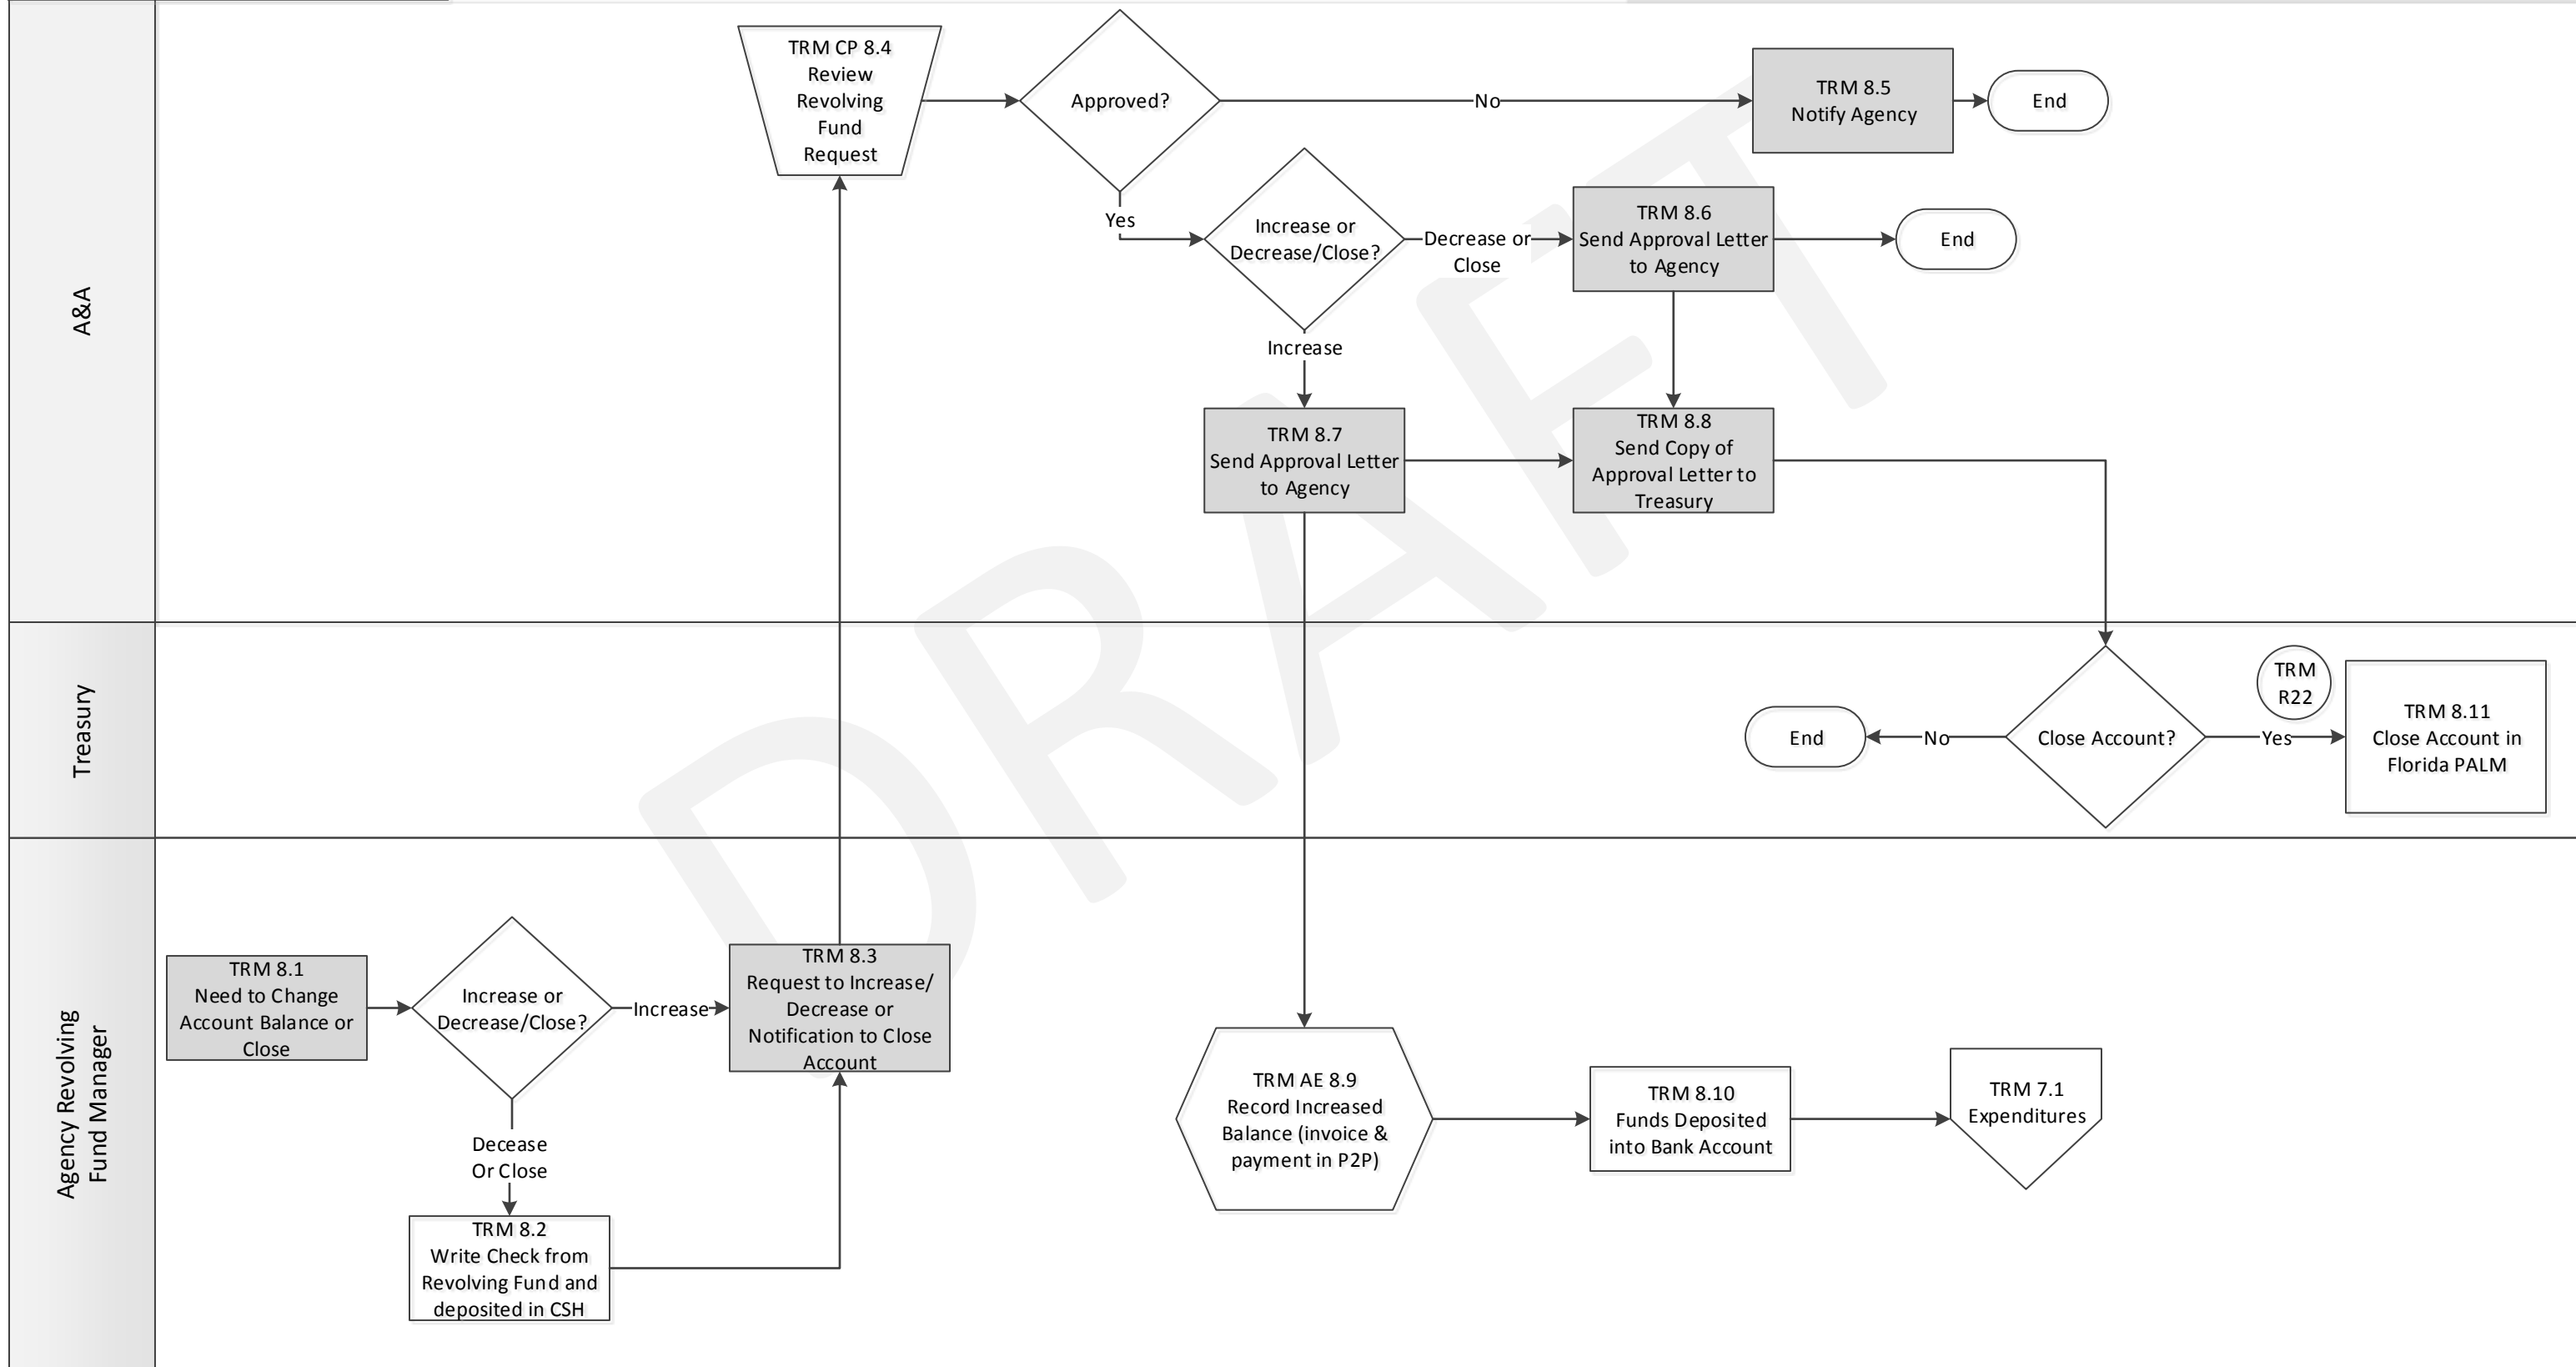 A&A
TRM CP 8.4
Review
Revolving
Fund
Request
Approved?
No
TRM 8.5
Notify Agency
End
Yes
Increase or
Decrease/Close?
Decrease or
Close
TRM 8.6
Send Approval Letter
to Agency
End
Increase
TRM 8.7
Send Approval Letter
to Agency
TRM 8.8
Send Copy of
Approval Letter to
Treasury
DRAFT
Treasury
End
No
Close Account?
Yes
TRM
R22
TRM 8.11
Close Account in
Florida PALM
Agency Revolving
Fund Manager
TRM 8.1
Need to Change
Account Balance or
Close
Increase or
Decrease/Close?
Increase
TRM 8.3
Request to Increase/
Decrease or
Notification to Close
Account
Decease
Or Close
TRM 8.2
Write Check from
Revolving Fund and
deposited in CSH
TRM AE 8.9
Record Increased
Balance (invoice &
payment in P2P)
TRM 8.10
Funds Deposited
into Bank Account
TRM 7.1
Expenditures